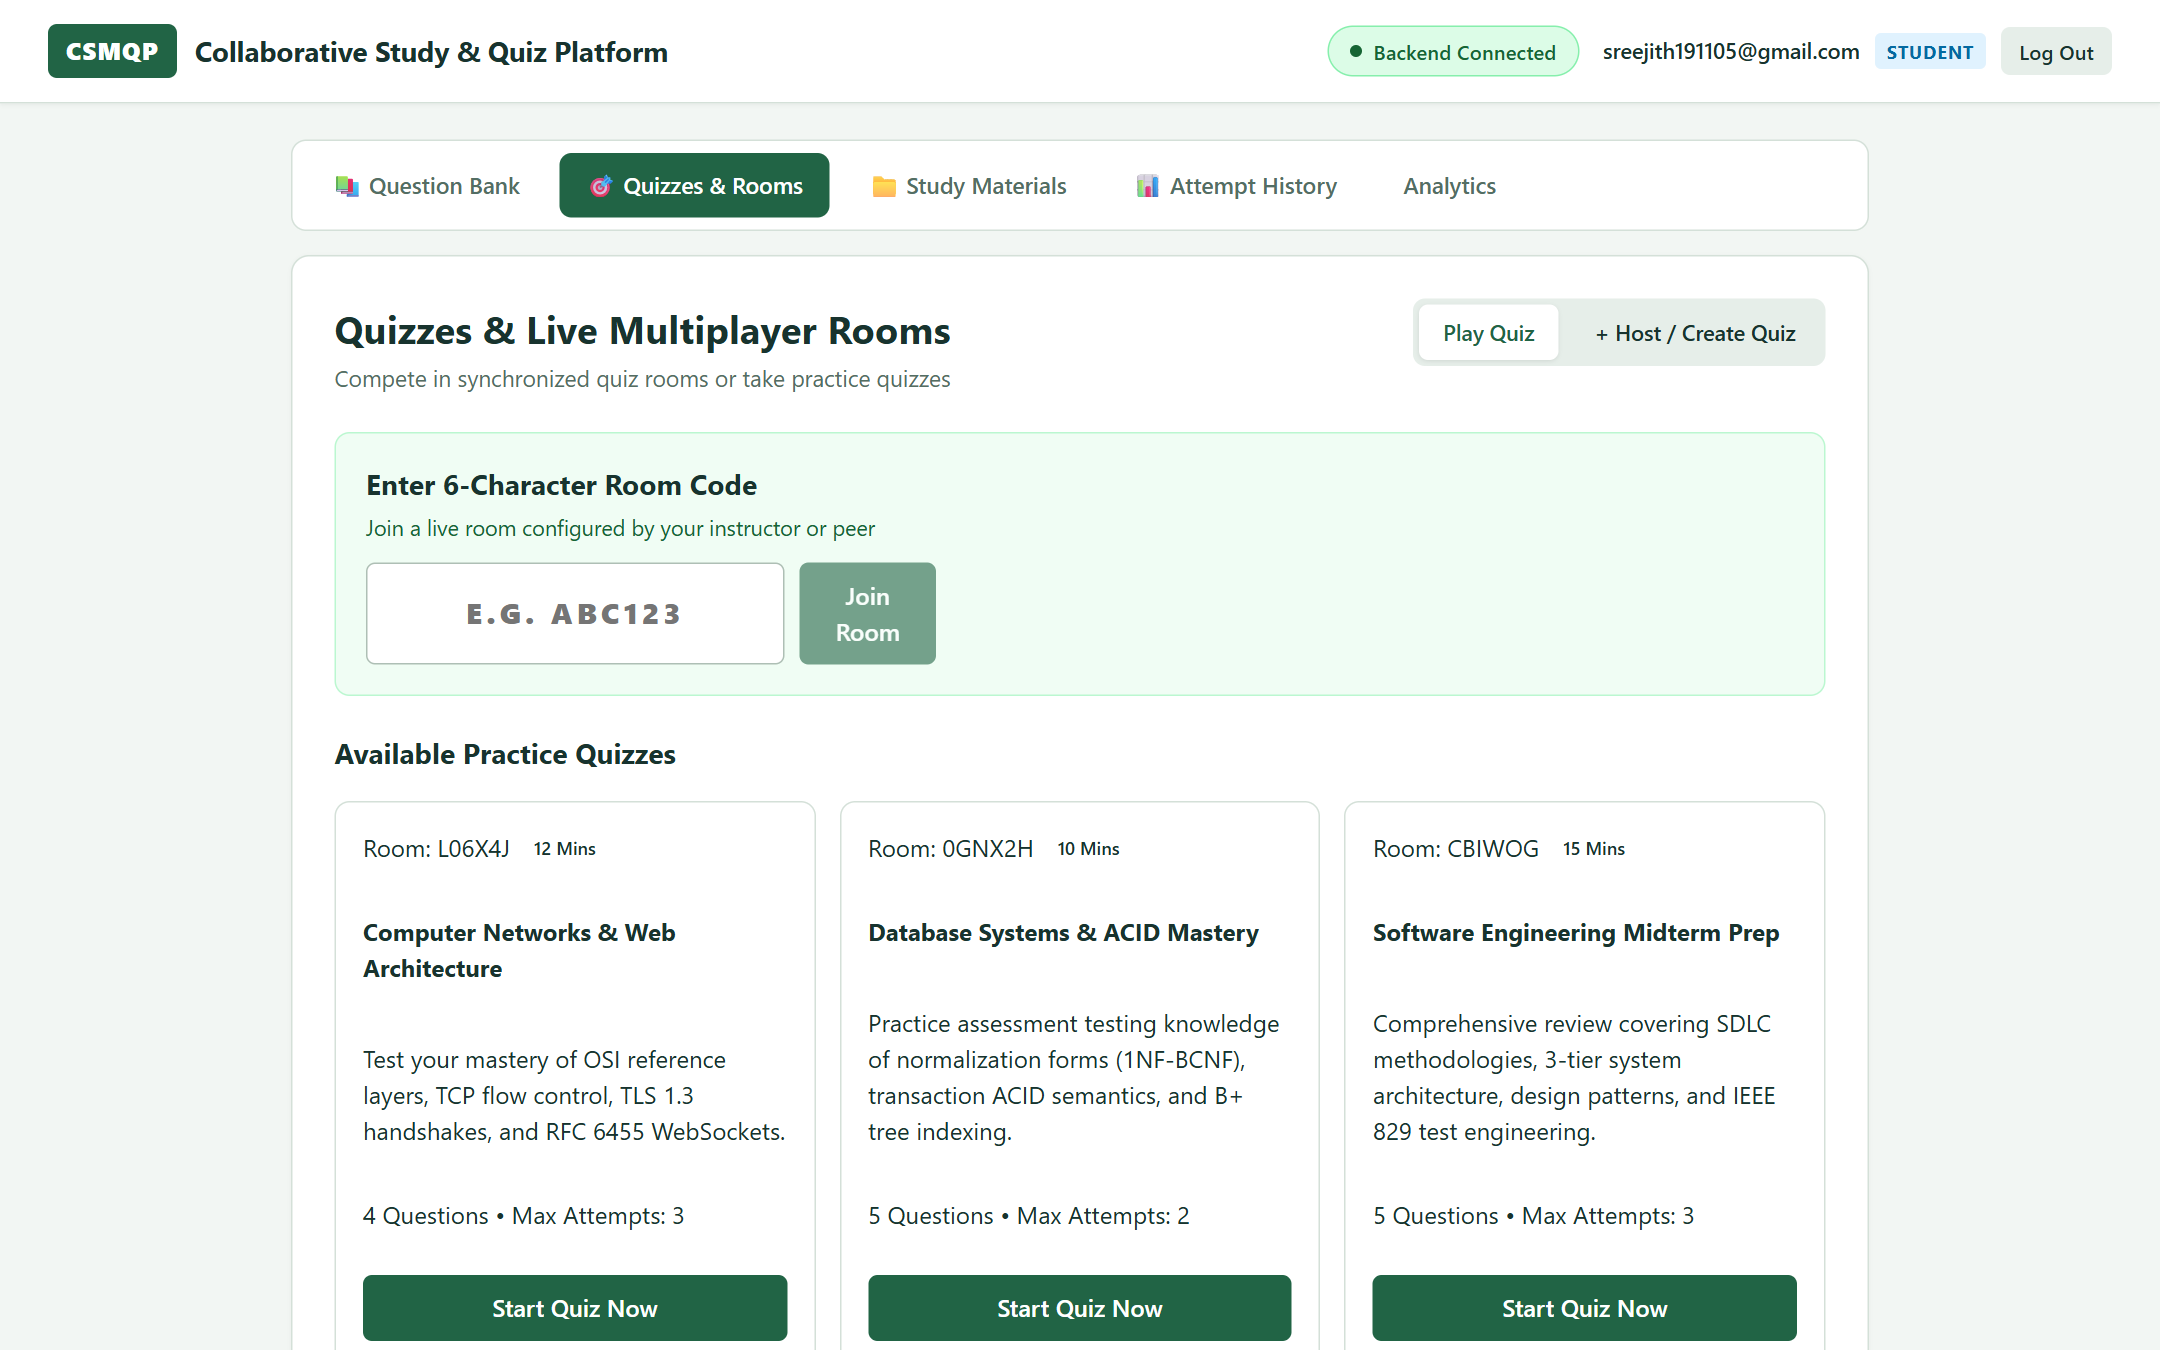 CSMQP
Collaborative Study & Quiz Platform
Backend Connected
sreejith191105@gmail.com
STUDENT
Log Out
Question Bank
Quizzes & Rooms
Study Materials
Attempt History
Analytics
Quizzes & Live Multiplayer Rooms
Compete in synchronized quiz rooms or take practice quizzes
Play Quiz
+ Host / Create Quiz
Enter 6-Character Room Code
Join a live room configured by your instructor or peer
E.G. ABC123
Join
Room
Available Practice Quizzes
Room: L06X4J 12 Mins
Computer Networks & Web
Architecture
Test your mastery of OSI reference
layers, TCP flow control, TLS 1.3
handshakes, and RFC 6455 WebSockets.
4 Questions • Max Attempts: 3
Start Quiz Now
Room: 0GNX2H 10 Mins
Database Systems & ACID Mastery
Practice assessment testing knowledge
of normalization forms (1NF-BCNF),
transaction ACID semantics, and B+
tree indexing.
5 Questions • Max Attempts: 2
Start Quiz Now
Room: CBIWOG 15 Mins
Software Engineering Midterm Prep
Comprehensive review covering SDLC
methodologies, 3-tier system
architecture, design patterns, and IEEE
829 test engineering.
5 Questions • Max Attempts: 3
Start Quiz Now